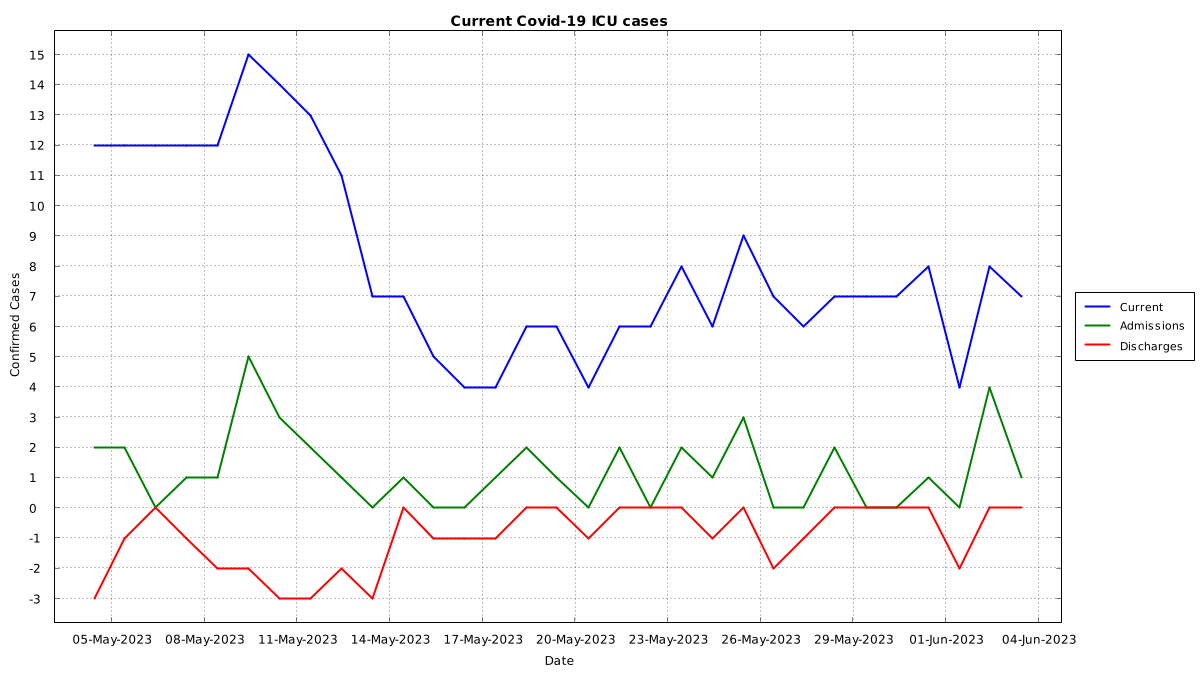 Current Covid-19 ICU cases
15
14
13
12
11
10
9
8
7
6
5
4
3
2
1
0
-1
-2
-3
Confirmed Cases
05-May-2023 08-May-2023 11-May-2023 14-May-2023 17-May-2023 20-May-2023 23-May-2023 26-May-2023 29-May-2023 01-Jun-2023 04-Jun-2023
Date
Current
Admissions
Discharges